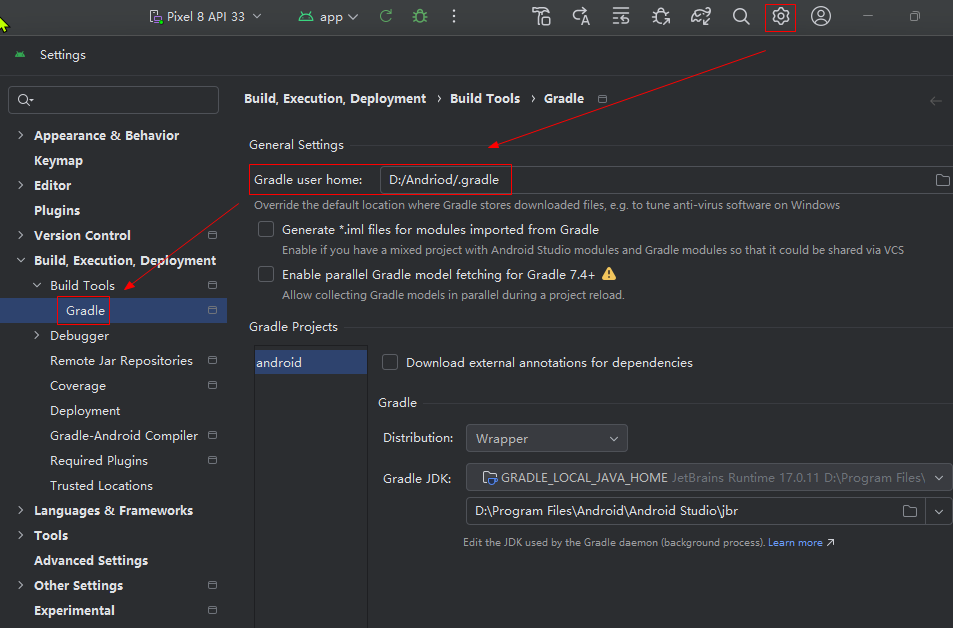 Pixel 8 API 33
app
Settings
Build, Execution, Deployment › Build Tools › Gradle
Appearance & Behavior
Keymap
Editor
Plugins
Version Control
Build, Execution, Deployment
Build Tools
Gradle
Debugger
Remote Jar Repositories
Coverage
Deployment
Gradle-Android Compiler
Required Plugins
Trusted Locations
Languages & Frameworks
Tools
Advanced Settings
Other Settings
Experimental
General Settings
Gradle user home: D:/Andriod/.gradle
Override the default location where Gradle stores downloaded files, e.g. to tune anti-virus software on Windows
Generate *.iml files for modules imported from Gradle
Enable if you have a mixed project with Android Studio modules and Gradle modules so that it could be shared via VCS
Enable parallel Gradle model fetching for Gradle 7.4+
Allow collecting Gradle models in parallel during a project reload.
Gradle Projects
android
Download external annotations for dependencies
Gradle
Distribution: Wrapper
Gradle JDK: GRADLE_LOCAL_JAVA_HOME JetBrains Runtime 17.0.11 D:\Program Files\
D:\Program Files\Android\Android Studio\jbr
Edit the JDK used by the Gradle daemon (background process). Learn more ↗